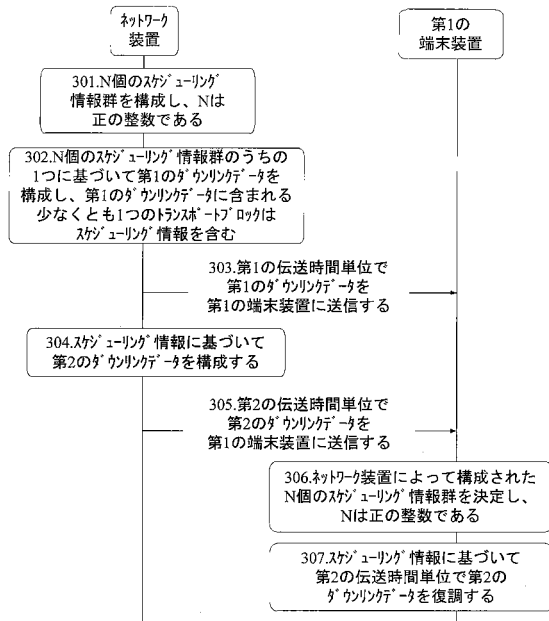 ネットワーク
装置
第1の
端末装置
301.N個のスケジューリング
情報群を構成し、Nは
正の整数である
302.N個のスケジューリング情報群のうちの
1つに基づいて第1のダウンリンクデータを
構成し、第1のダウンリンクデータに含まれる
少なくとも1つのトランスポートブロックは
スケジューリング情報を含む
303.第1の伝送時間単位で
第1のダウンリンクデータを
第1の端末装置に送信する
304.スケジューリング情報に基づいて
第2のダウンリンクデータを構成する
305.第2の伝送時間単位で
第2のダウンリンクデータを
第1の端末装置に送信する
306.ネットワーク装置によって構成された
N個のスケジューリング情報群を決定し、
Nは正の整数である
307.スケジューリング情報に基づいて
第2の伝送時間単位で第2の
ダウンリンクデータを復調する